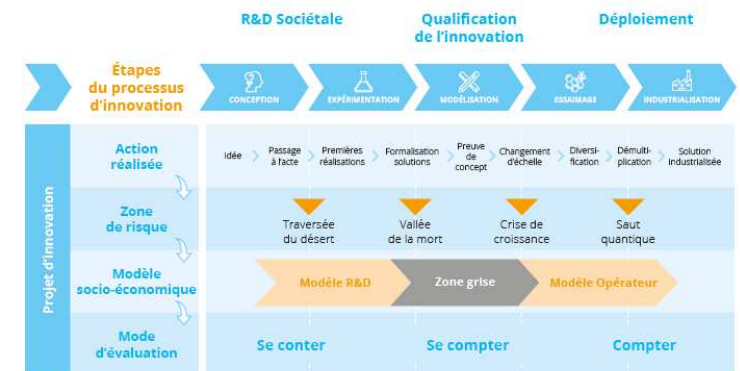 R&D Sociétale
Qualification
de l'innovation
Déploiement
Étapes
du processus
d'innovation
CONCEPTION
EXPÉRIMENTATION
MODÉLISATION
ESSAIMAGE
INDUSTRIALISATION
Projet d'innovation
Action
réalisée
Idée
Passage
à l'acte
Premières
réalisations
Formalisation
solutions
Preuve
de
concept
Changement
d'échelle
Diversi-
fication
Démulti-
plication
Solution
industrialisée
Zone
de risque
Traversée
du désert
Vallée
de la mort
Crise de
croissance
Saut
quantique
Modèle
socio-économique
Modèle R&D
Zone grise
Modèle Opérateur
Mode
d'évaluation
Se conter
Se compter
Compter